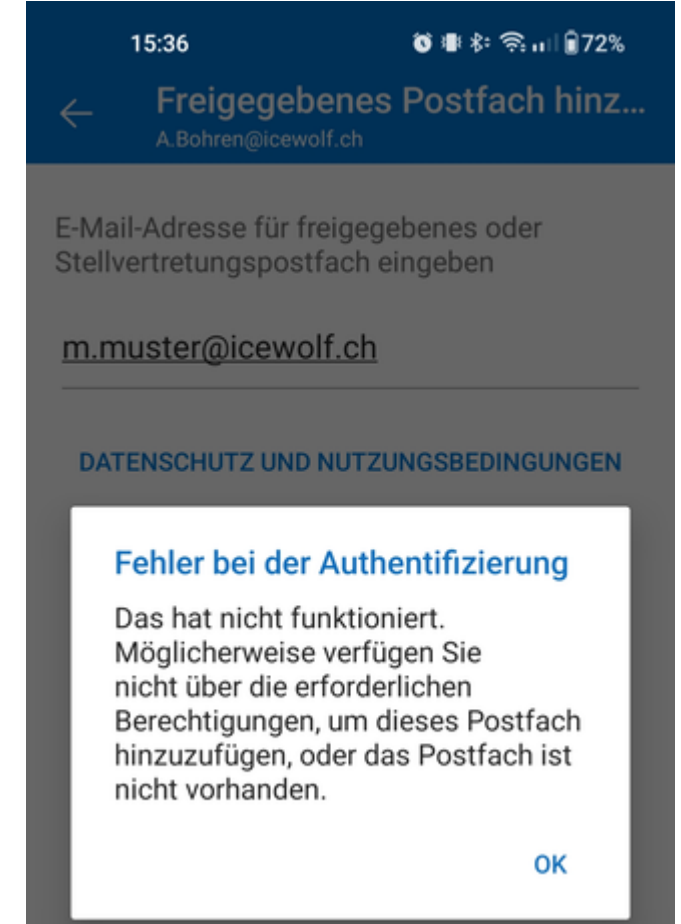 15:36 72%
Freigegebenes Postfach hinz...
A.Bohren@icewolf.ch
E-Mail-Adresse für freigegebenes oder
Stellvertretungspostfach eingeben
m.muster@icewolf.ch
DATENSCHUTZ UND NUTZUNGSBEDINGUNGEN
Fehler bei der Authentifizierung
Das hat nicht funktioniert.
Möglicherweise verfügen Sie
nicht über die erforderlichen
Berechtigungen, um dieses Postfach
hinzuzufügen, oder das Postfach ist
nicht vorhanden.
OK